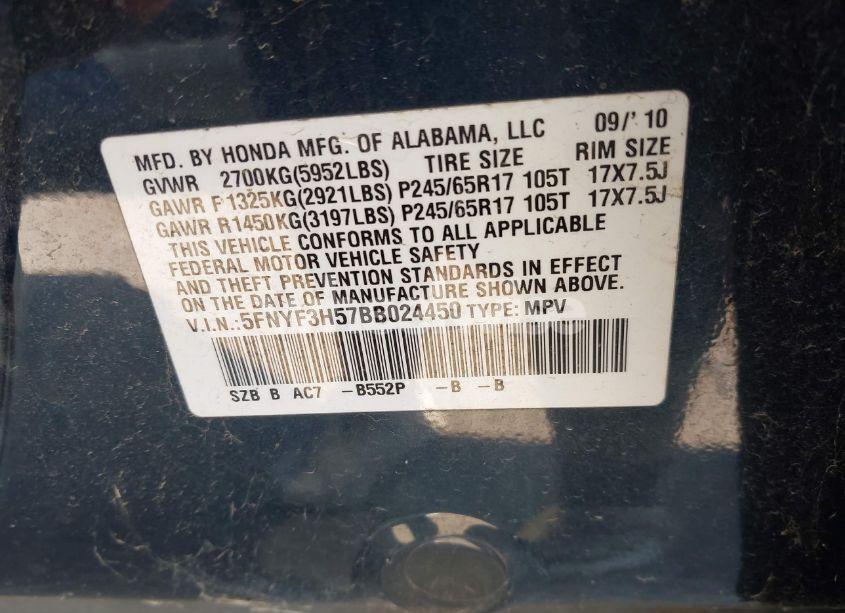 MFD. BY HONDA MFG. OF ALABAMA, LLC 09/' 10
GVWR 2700KG(5952LBS) TIRE SIZE RIM SIZE
GAWR F1325KG(2921LBS) P245/65R17 105T 17X7.5J
GAWR R1450KG(3197LBS) P245/65R17 105T 17X7.5J
THIS VEHICLE CONFORMS TO ALL APPLICABLE
FEDERAL MOTOR VEHICLE SAFETY
AND THEFT PREVENTION STANDARDS IN EFFECT
ON THE DATE OF MANUFACTURE SHOWN ABOVE.
V.I.N.:5FNYF3H57BB024450 TYPE: MPV
SZB B AC7 -B552P -B -B